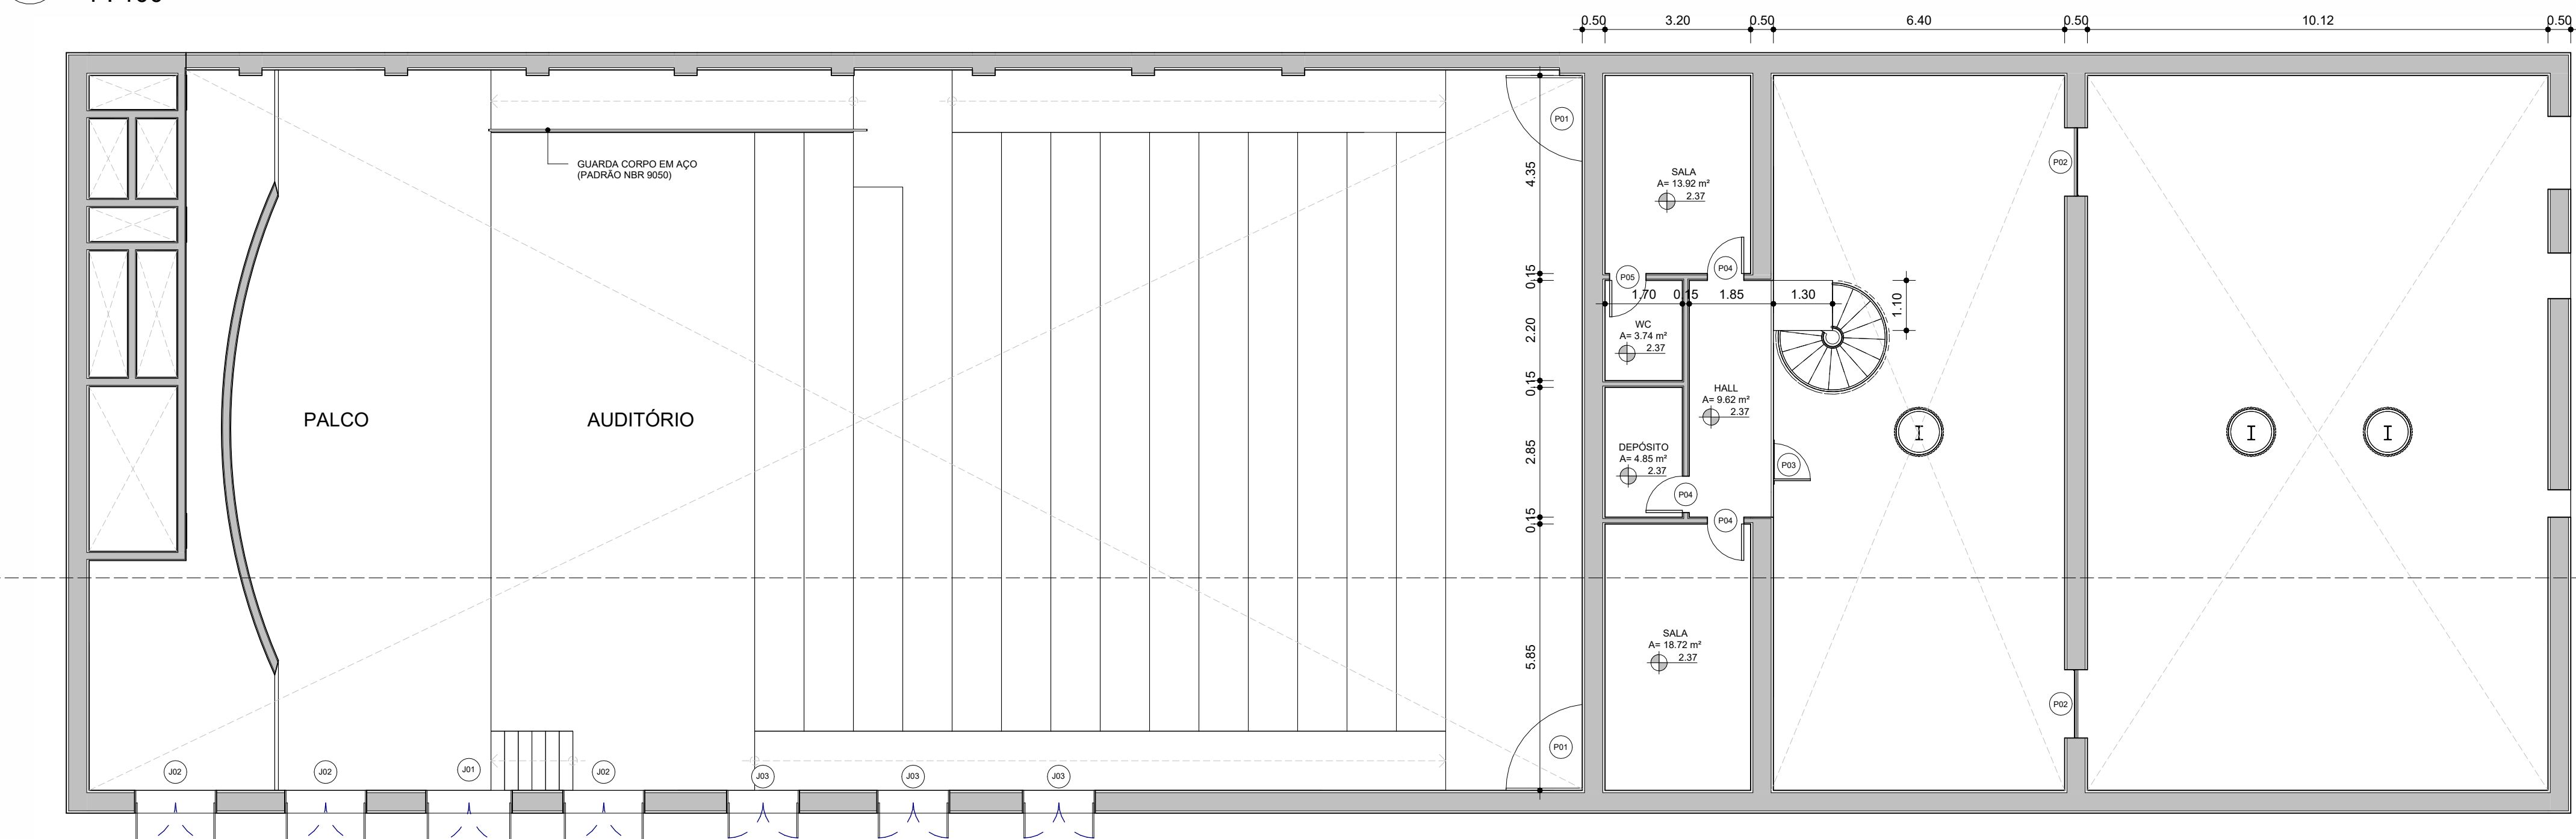 0.50 3.20 0.50 6.40 0.50 10.12 0.50
P01
P02
GUARDA CORPO EM AÇO
(PADRÃO NBR 9050)
4.35
SALA
A= 13.92 m²
2.37
P05
P04
0.15
1.70 0.15 1.85 1.30
1.10
WC
A= 3.74 m²
2.37
2.20
0.15
HALL
A= 9.62 m²
2.37
PALCO
AUDITÓRIO
I
I
I
DEPÓSITO
A= 4.85 m²
2.37
2.85
P03
P04
P04
0.15
SALA
A= 18.72 m²
2.37
5.85
P02
P01
J02
J02
J01
J02
J03
J03
J03